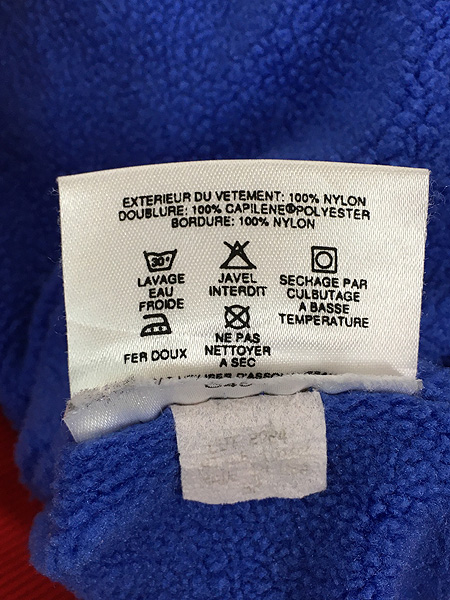 EXTERIEUR DU VETEMENT: 100% NYLON
DOUBLURE: 100% CAPILENE®POLYESTER
BORDURE: 100% NYLON
30°
LAVAGE
EAU
FROIDE
JAVEL
INTERDIT
SECHAGE PAR
CULBUTAGE
A BASSE
TEMPERATURE
FER DOUX
NE PAS
NETTOYER
A SEC